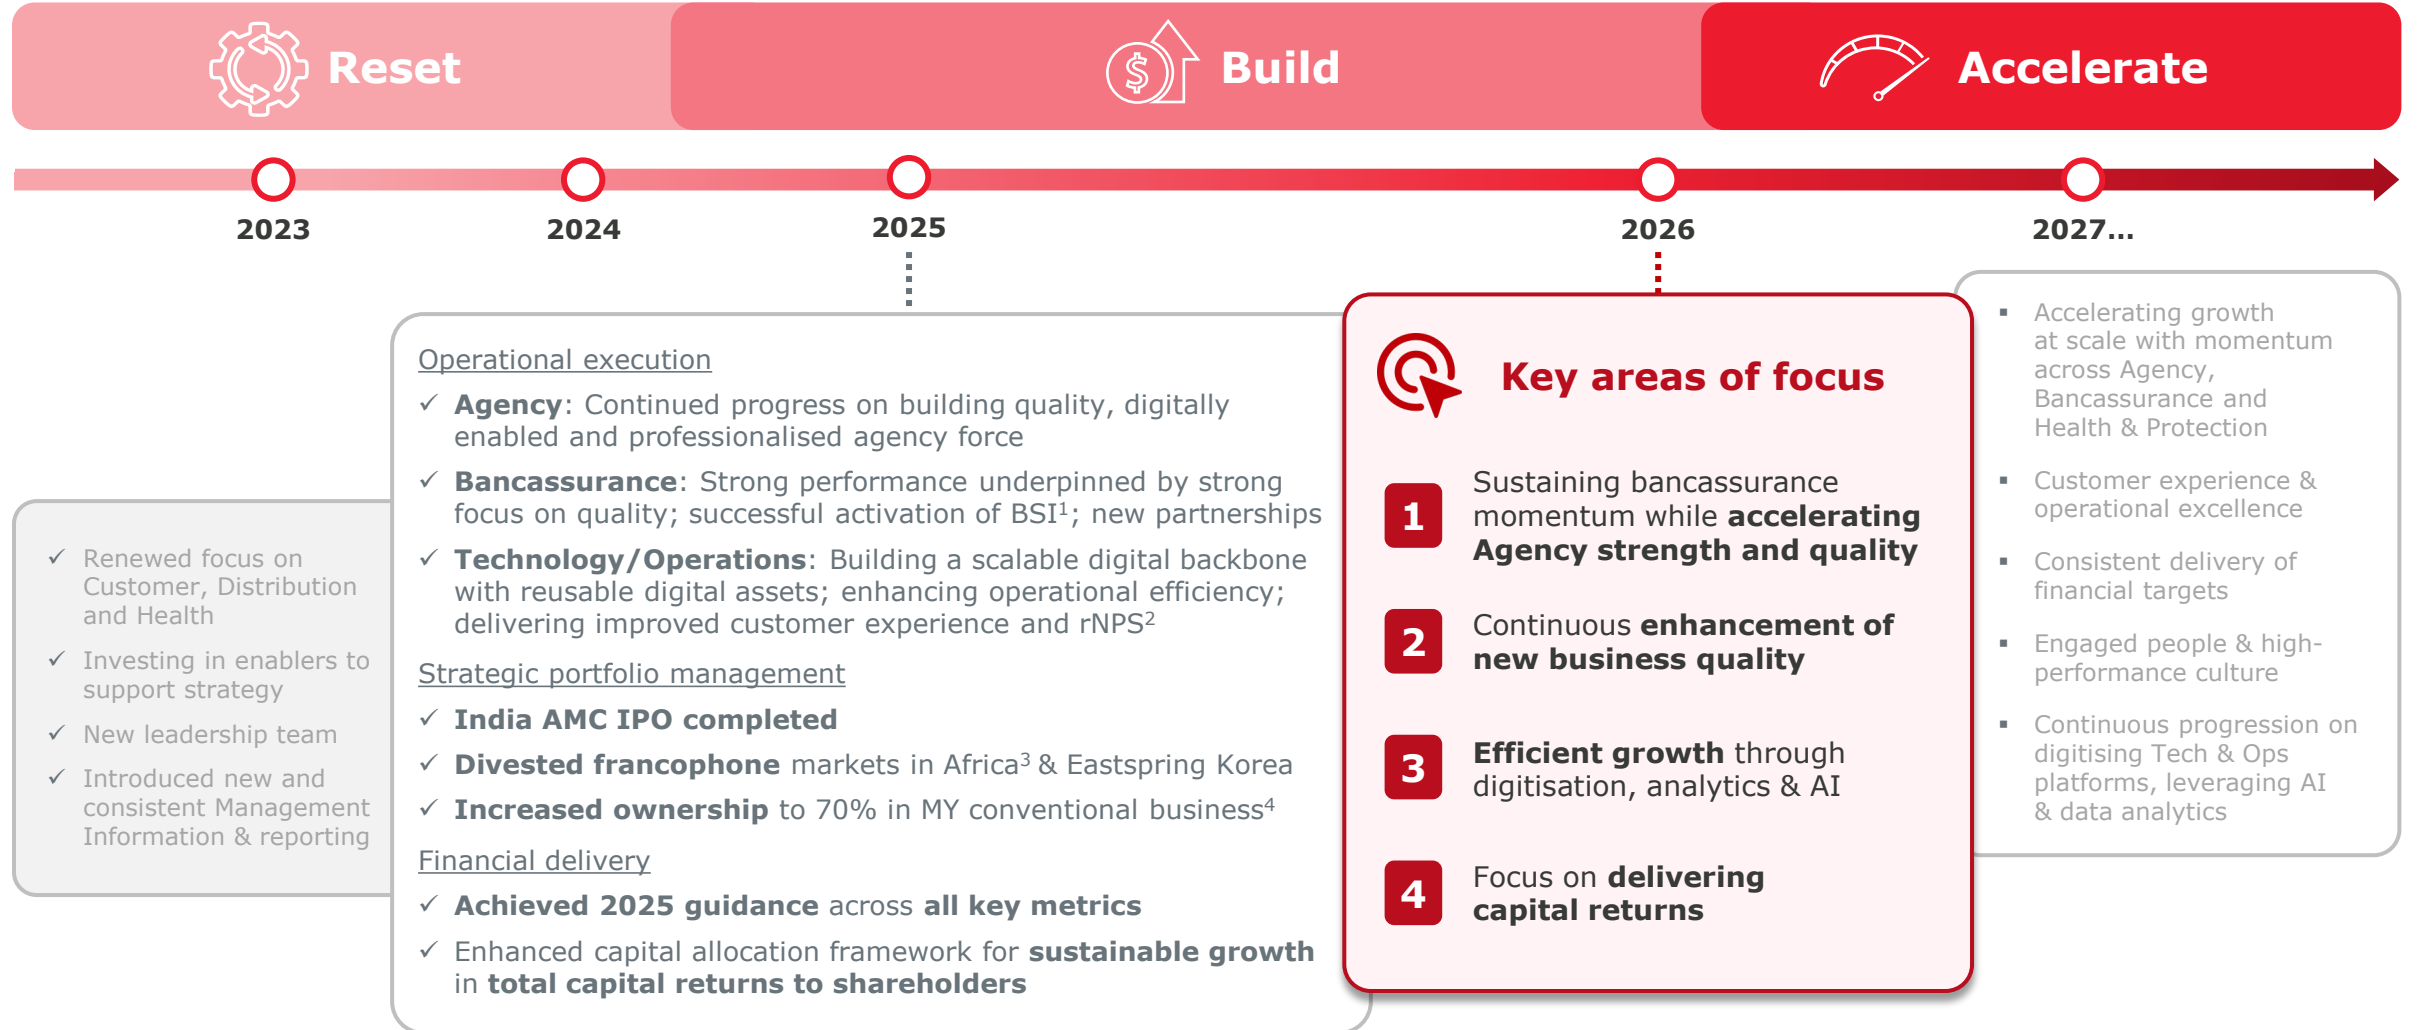 Reset
Build
Accelerate
2023
2024
2025
2026
2027...
✓ Renewed focus on
Customer, Distribution
and Health
✓ Investing in enablers to
support strategy
✓ New leadership team
✓ Introduced new and
consistent Management
Information & reporting
Operational execution
✓ Agency: Continued progress on building quality, digitally
enabled and professionalised agency force
✓ Bancassurance: Strong performance underpinned by strong
focus on quality; successful activation of BSI¹; new partnerships
✓ Technology/Operations: Building a scalable digital backbone
with reusable digital assets; enhancing operational efficiency;
delivering improved customer experience and rNPS²
Strategic portfolio management
✓ India AMC IPO completed
✓ Divested francophone markets in Africa³ & Eastspring Korea
✓ Increased ownership to 70% in MY conventional business⁴
Financial delivery
✓ Achieved 2025 guidance across all key metrics
✓ Enhanced capital allocation framework for sustainable growth
in total capital returns to shareholders
Key areas of focus
1
Sustaining bancassurance
momentum while accelerating
Agency strength and quality
2
Continuous enhancement of
new business quality
3
Efficient growth through
digitisation, analytics & AI
4
Focus on delivering
capital returns
▪ Accelerating growth
at scale with momentum
across Agency,
Bancassurance and
Health & Protection
▪ Customer experience &
operational excellence
▪ Consistent delivery of
financial targets
▪ Engaged people & high-
performance culture
▪ Continuous progression on
digitising Tech & Ops
platforms, leveraging AI
& data analytics